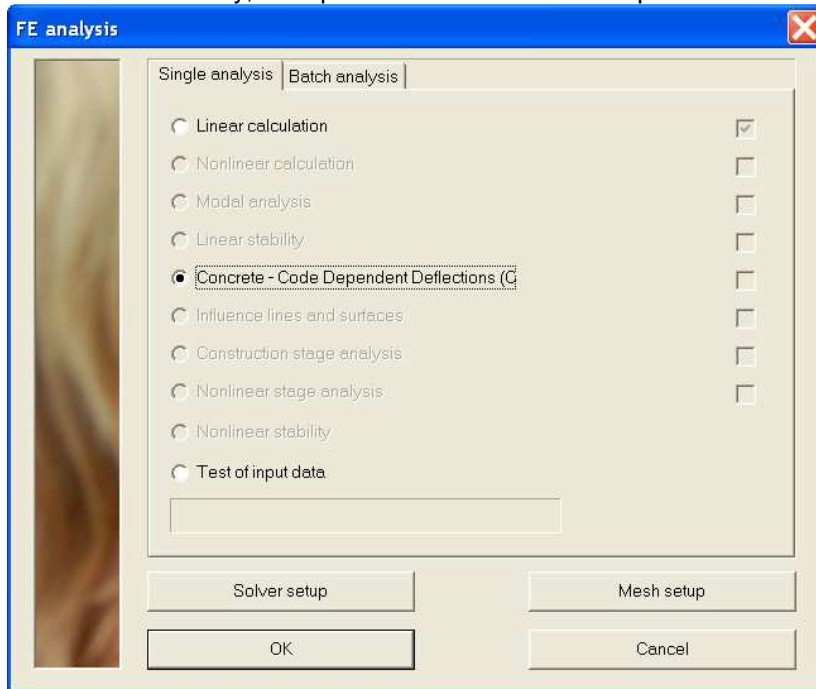 FE analysis
Single analysis
Batch analysis
Linear calculation
Nonlinear calculation
Modal analysis
Linear stability
Concrete - Code Dependent Deflections (C
Influence lines and surfaces
Construction stage analysis
Nonlinear stage analysis
Nonlinear stability
Test of input data
Solver setup
Mesh setup
OK
Cancel